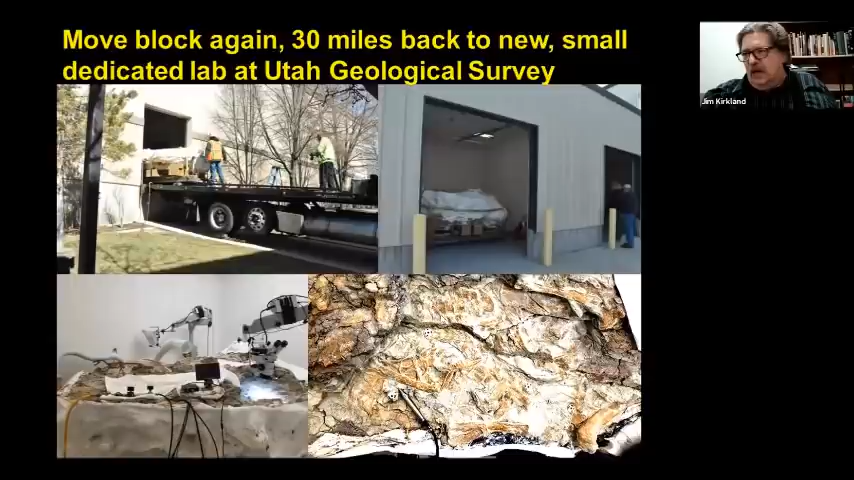 Move block again, 30 miles back to new, small
dedicated lab at Utah Geological Survey
Jim Kirkland